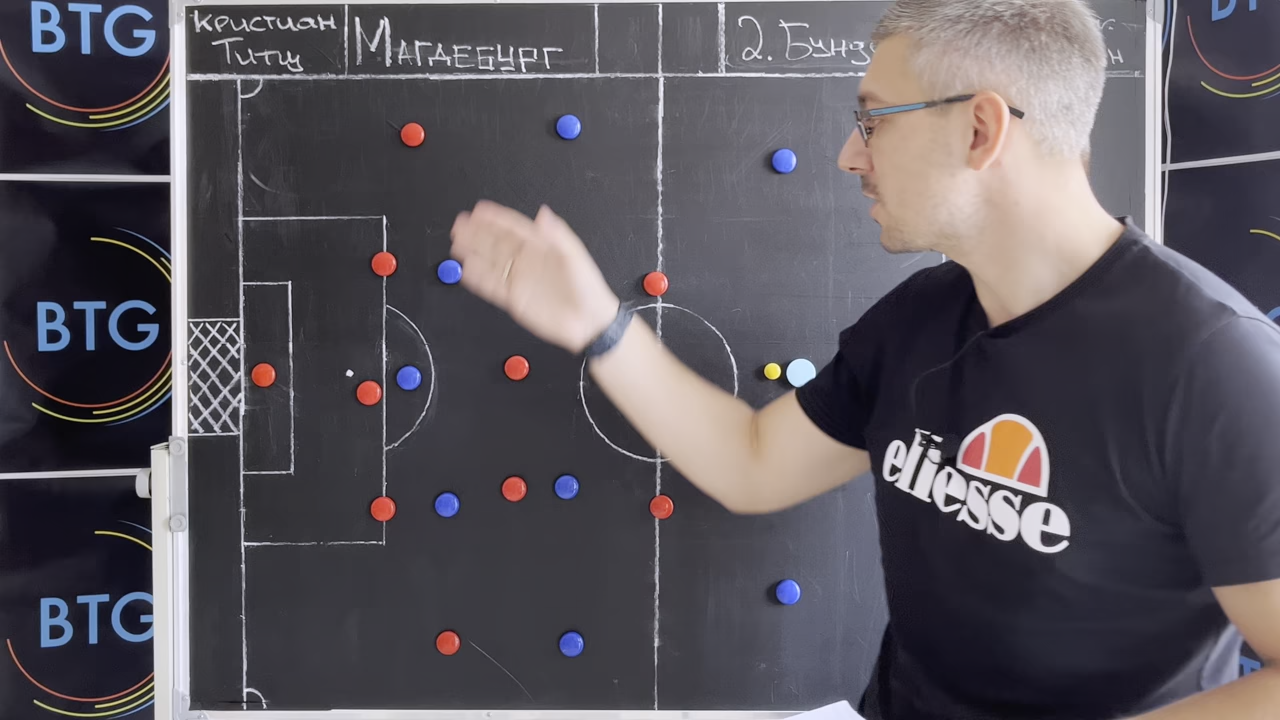 BTG
BTG
BTG
Кристиан
Титц
Магдебург
2. Бунд
ellesse